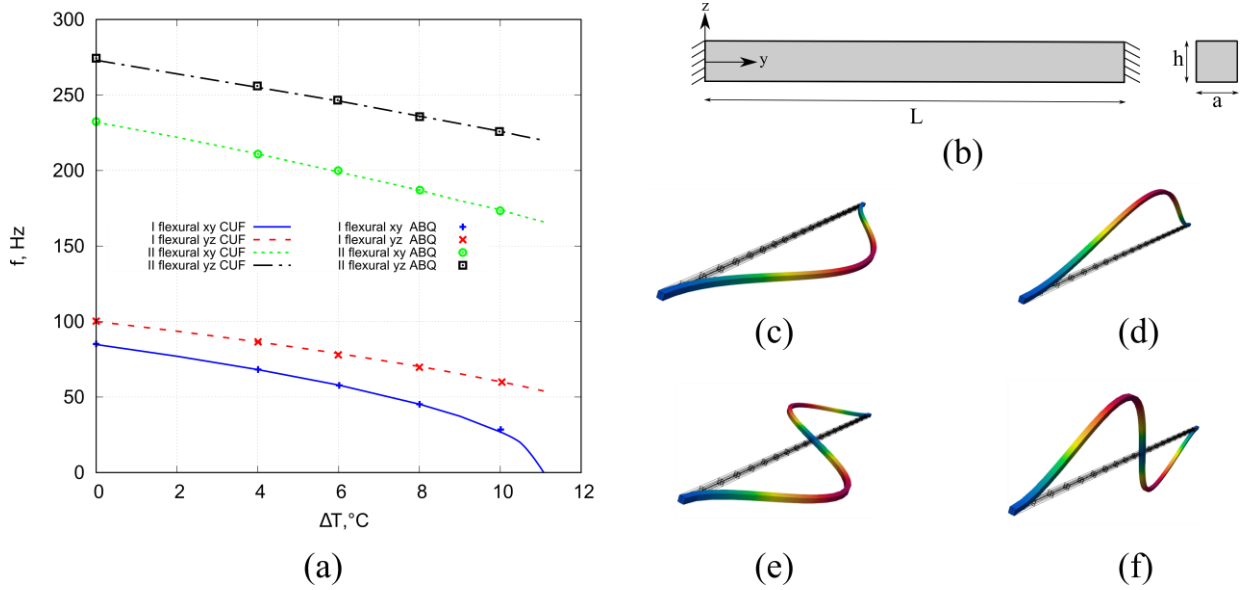 300
250
200
150
100
50
0
f, Hz
I flexural xy CUF
I flexural yz CUF
II flexural xy CUF
II flexural yz CUF
I flexural xy ABQ
I flexural yz ABQ
II flexural xy ABQ
II flexural yz ABQ
0 2 4 6 8 10 12
ΔT,°C
(a)
z
y
L
h
a
(b)
(c)
(d)
(e)
(f)